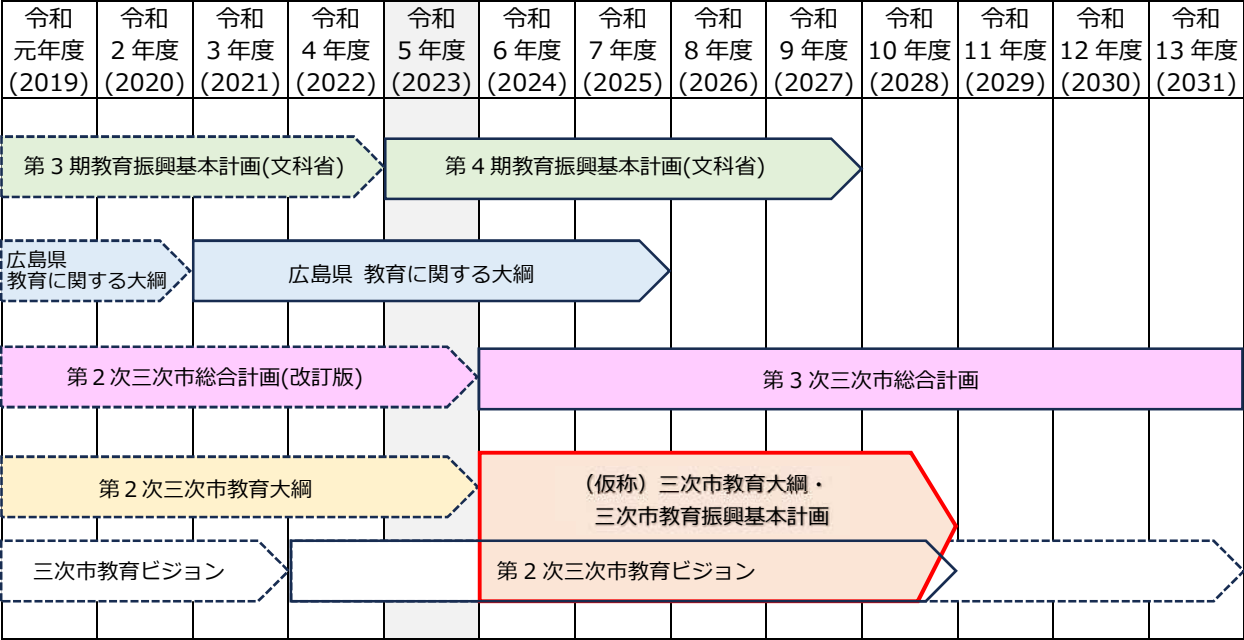 令和 令和 令和 令和 令和 令和 令和 令和 令和 令和 令和 令和 令和
元年度 2年度 3年度 4年度 5年度 6年度 7年度 8年度 9年度 10年度 11年度 12年度 13年度
(2019) (2020) (2021) (2022) (2023) (2024) (2025) (2026) (2027) (2028) (2029) (2030) (2031)
第3期教育振興基本計画(文科省) 第4期教育振興基本計画(文科省)
広島県
教育に関する大綱
広島県 教育に関する大綱
第2次三次市総合計画(改訂版) 第3次三次市総合計画
第2次三次市教育大綱
(仮称)三次市教育大綱・
三次市教育振興基本計画
三次市教育ビジョン 第2次三次市教育ビジョン